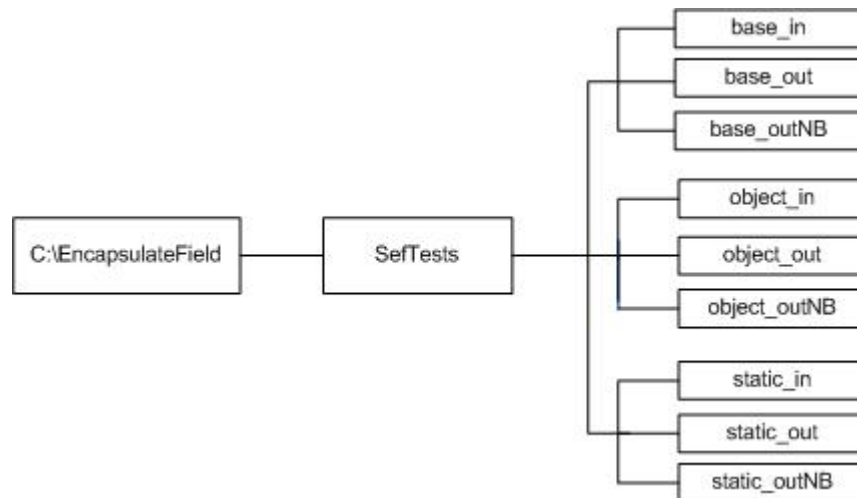 base_in
base_out
base_outNB
object_in
C:\EncapsulateField
SefTests
object_out
object_outNB
static_in
static_out
static_outNB